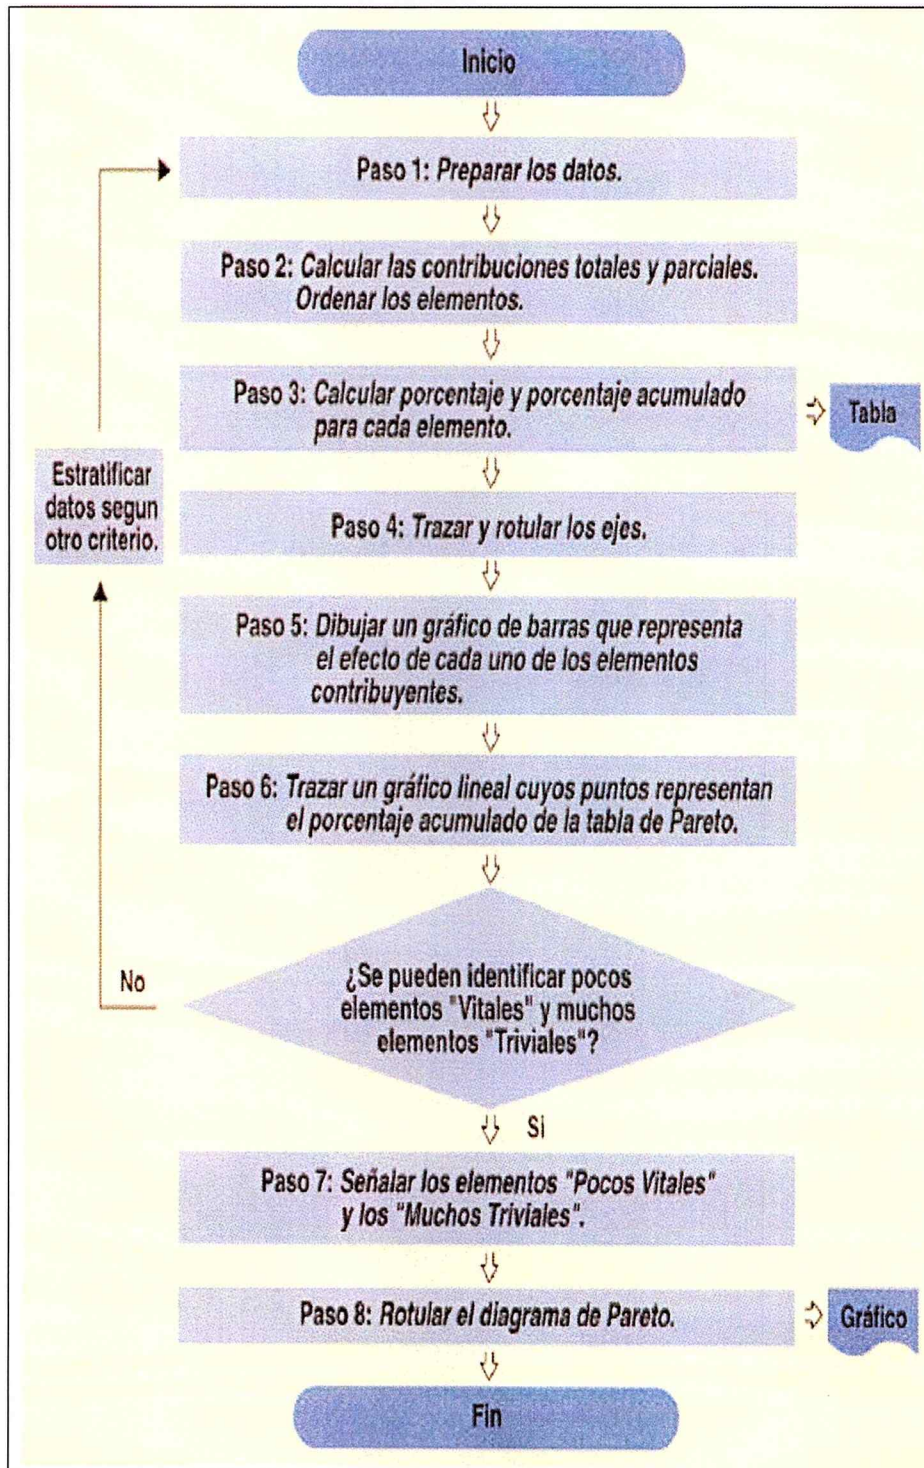 Inicio
Paso 1: Preparar los datos.
Paso 2: Calcular las contribuciones totales y parciales.
Ordenar los elementos.
Paso 3: Calcular porcentaje y porcentaje acumulado
para cada elemento.
Tabla
Estratificar
datos segun
otro criterio.
Paso 4: Trazar y rotular los ejes.
Paso 5: Dibujar un gráfico de barras que representa
el efecto de cada uno de los elementos
contribuyentes.
Paso 6: Trazar un gráfico lineal cuyos puntos representan
el porcentaje acumulado de la tabla de Pareto.
No
¿Se pueden identificar pocos
elementos "Vitales" y muchos
elementos "Triviales"?
Si
Paso 7: Señalar los elementos "Pocos Vitales"
y los "Muchos Triviales".
Paso 8: Rotular el diagrama de Pareto.
Gráfico
Fin